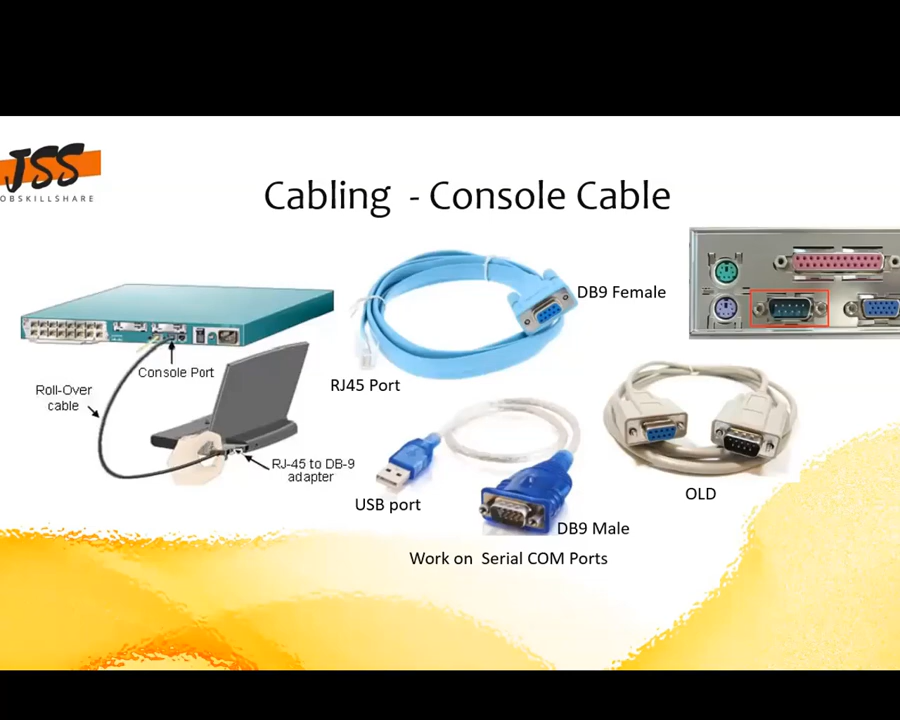 JSS
OBSKILLSHARE
Cabling - Console Cable
DB9 Female
Console Port
RJ45 Port
Roll-Over
cable
RJ-45 to DB-9
adapter
USB port
OLD
DB9 Male
Work on Serial COM Ports